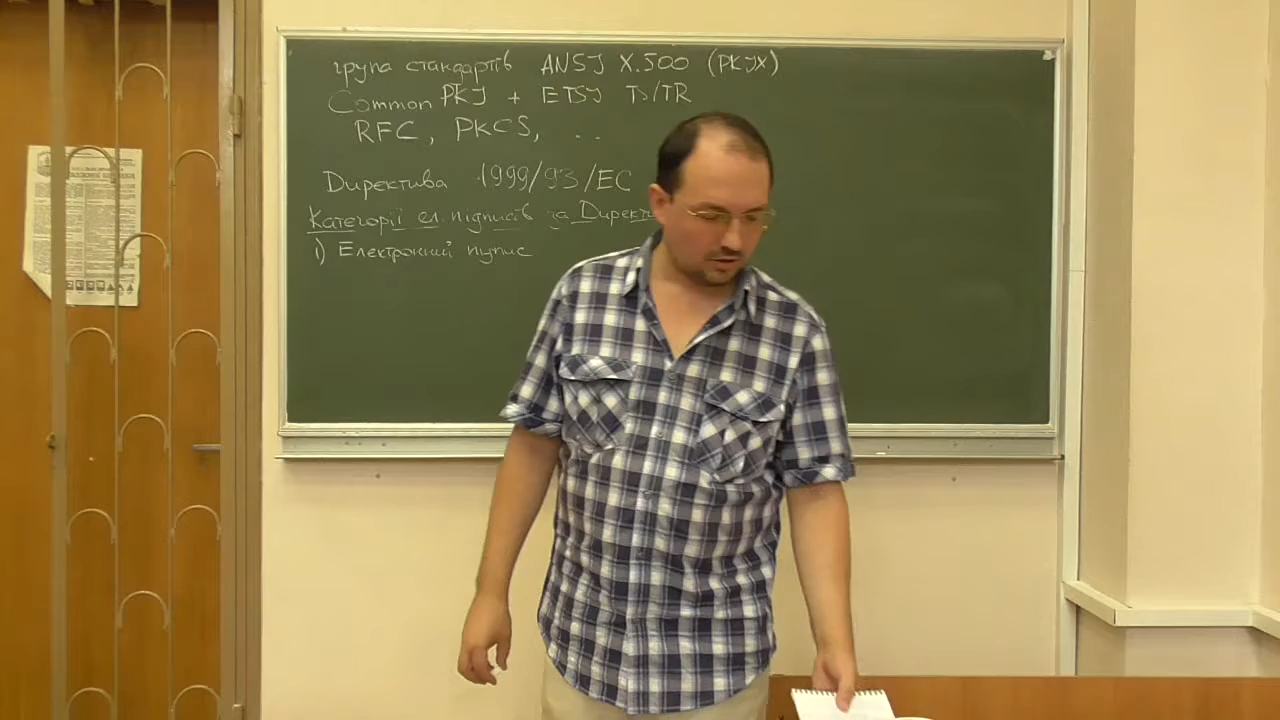 група стандартів ANSI X.500 (PKIX)
Common PKI + ETSI TS/TR
RFC, PKCS, ...
Директива 1999/93/EC
Категорії ел. підписів за
1) Електронний підпис